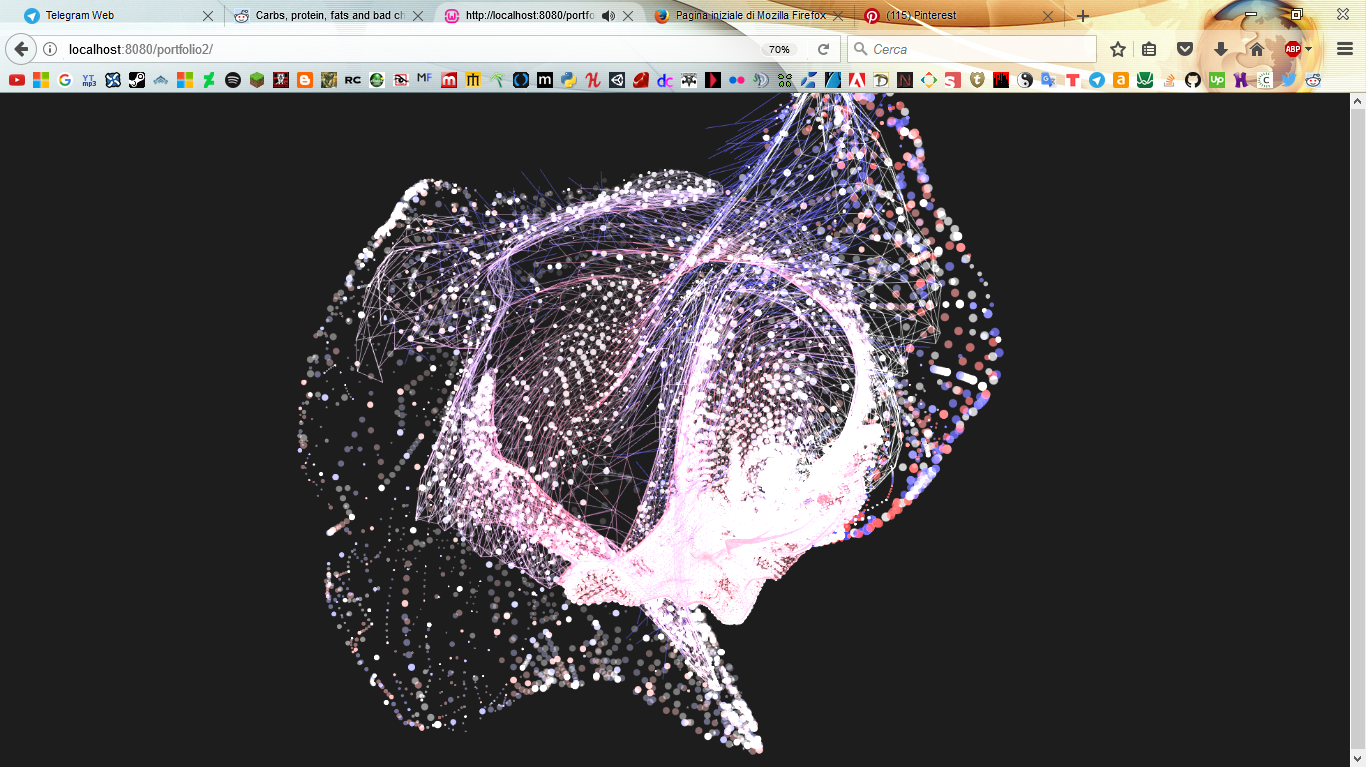 Telegram Web
Carbs, protein, fats and bad ch
http://localhost:8080/portfo
Pagina iniziale di Mozilla Firefox
(115) Pinterest
localhost:8080/portfolio2/
70%
Cerca
ABP
YT mp3
RC
MF